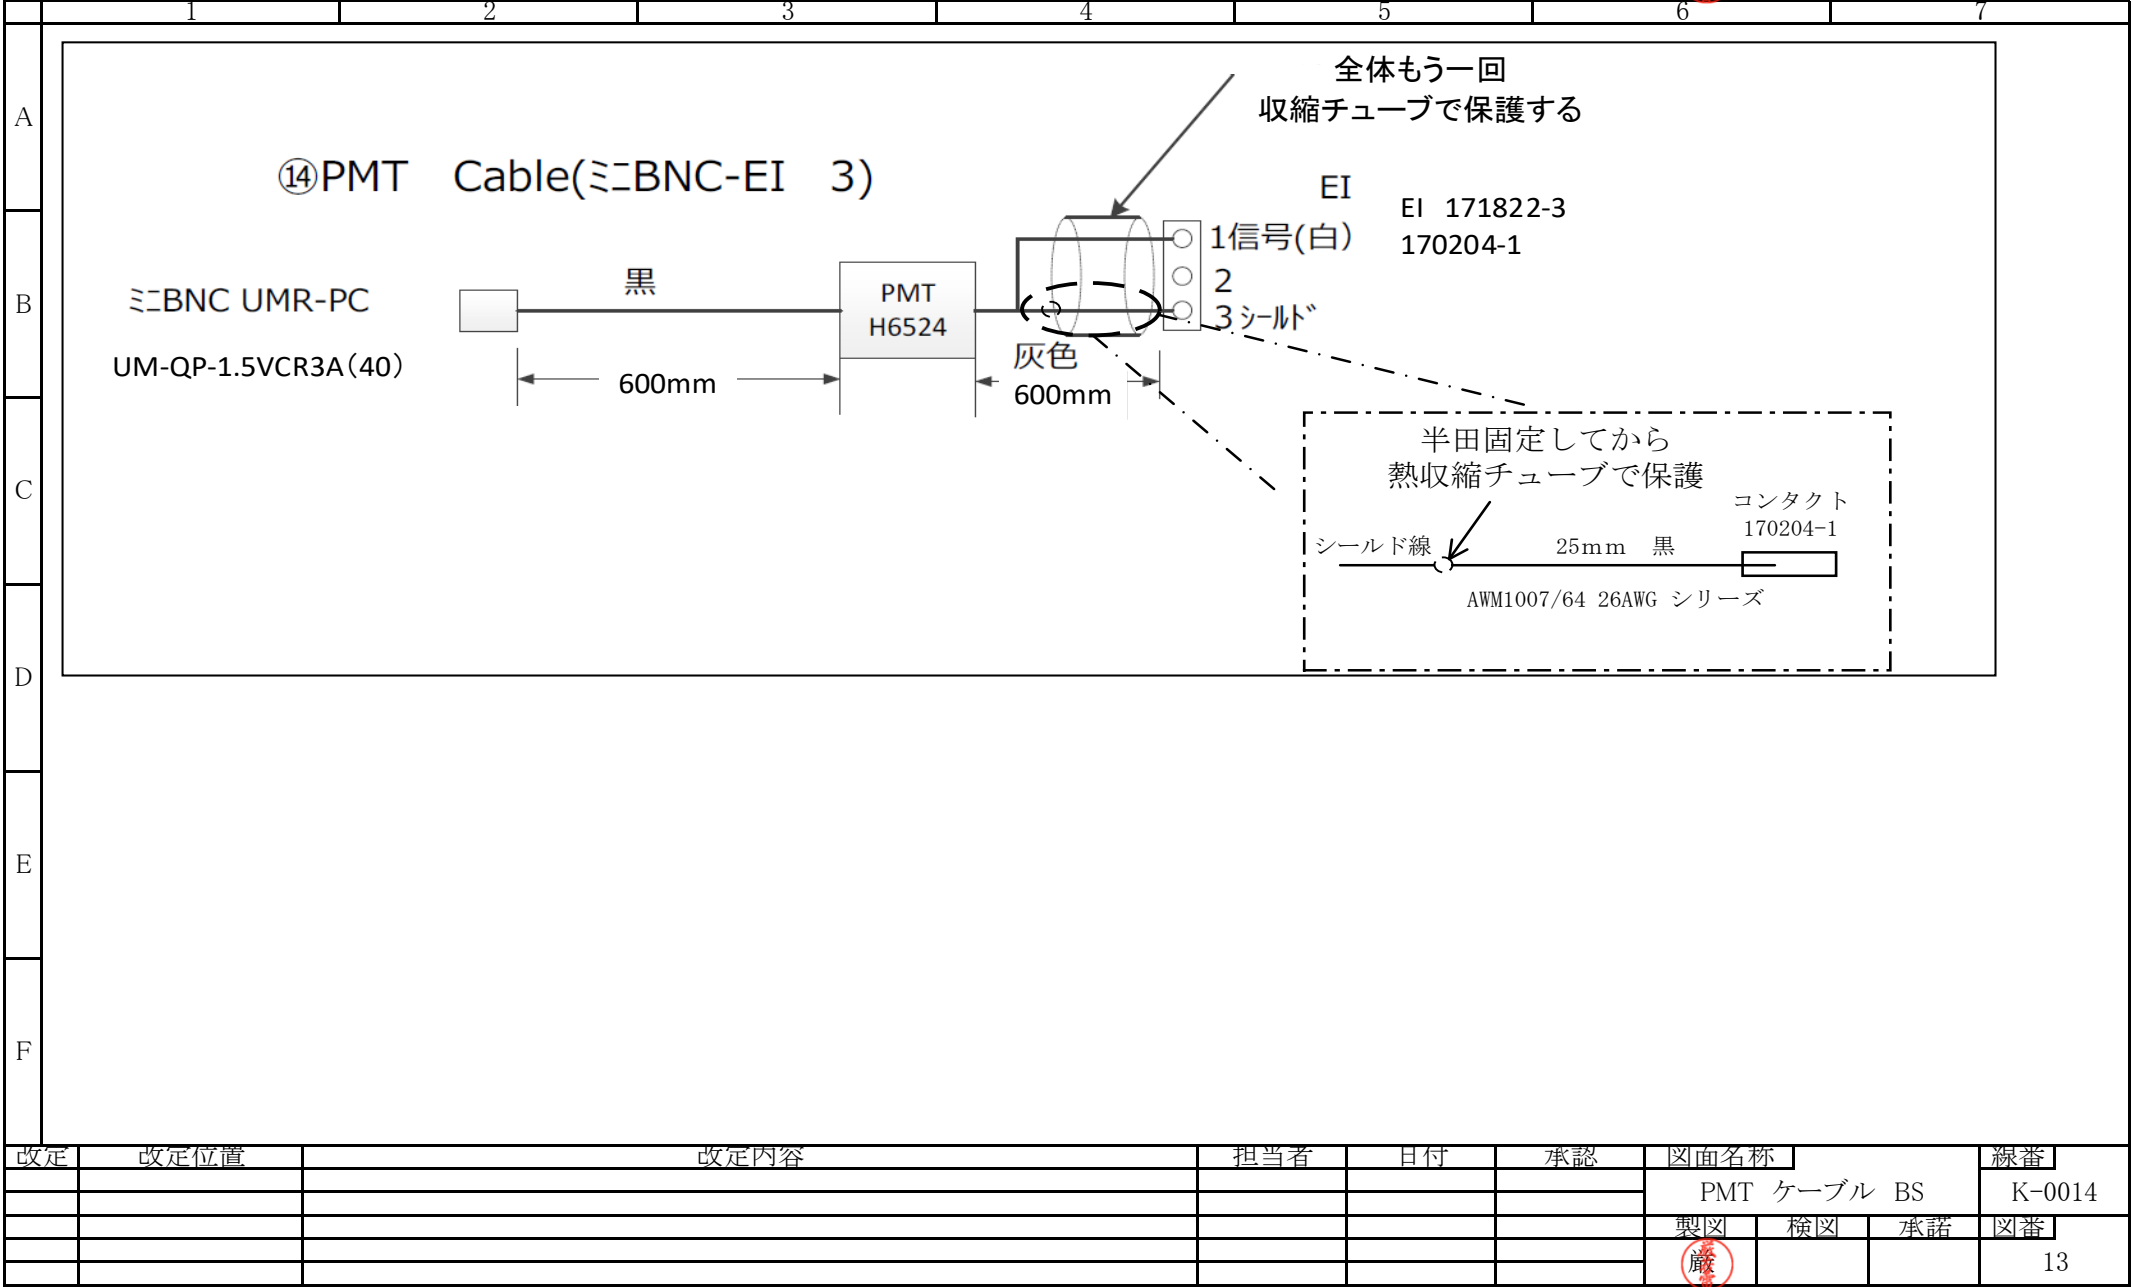 1 2 3 4 5 6 7
A
B
C
D
E
F
全体もう一回
収縮チューブで保護する
⑭PMT Cable(ﾐﾆBNC-EI 3)
EI
EI 171822-3
170204-1
1信号(白)
2
3 ｼｰﾙﾄﾞ
ﾐﾆBNC UMR-PC
UM-QP-1.5VCR3A(40)
黒
PMT
H6524
灰色
600mm
600mm
半田固定してから
熱収縮チューブで保護
コンタクト
170204-1
シールド線
25mm 黒
AWM1007/64 26AWG シリーズ
改定 改定位置 改定内容 担当者 日付 承認 図面名称 線番
PMT ケーブル BS K-0014
製図 検図 承諾 図番
厳 13